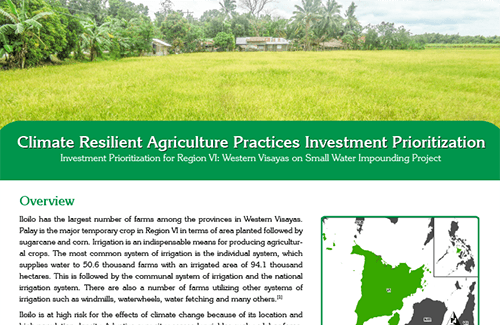 Climate Resilient Agriculture Practices Investment Prioritization
Investment Prioritization for Region VI: Western Visayas on Small Water Impounding Project
Overview
Iloilo has the largest number of farms among the provinces in Western Visayas.
Palay is the major temporary crop in Region VI in terms of area planted followed by
sugarcane and corn. Irrigation is an indispensable means for producing agricultur-
al crops. The most common system of irrigation is the individual system, which
supplies water to 50.6 thousand farms with an irrigated area of 94.1 thousand
hectares. This is followed by the communal system of irrigation and the national
irrigation system. There are also a number of farms utilizing other systems of
irrigation such as windmills, waterwheels, water fetching and many others.[1]
Iloilo is at high risk for the effects of climate change because of its location and